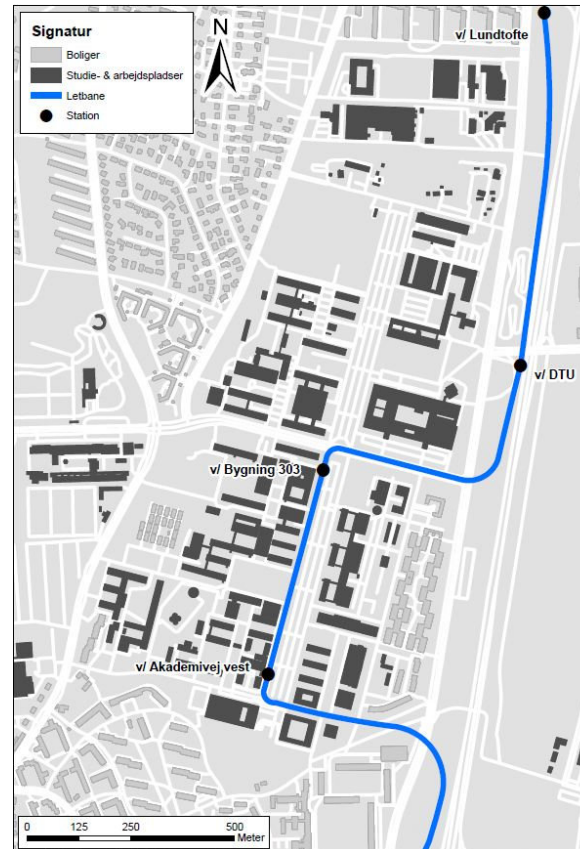 Signatur
Boliger
Studie- & arbejdspladser
Letbane
Station
N
v/ Lundtofte
v/ DTU
v/ Bygning 303
v/ Akademivej vest
0 125 250 500
Meter